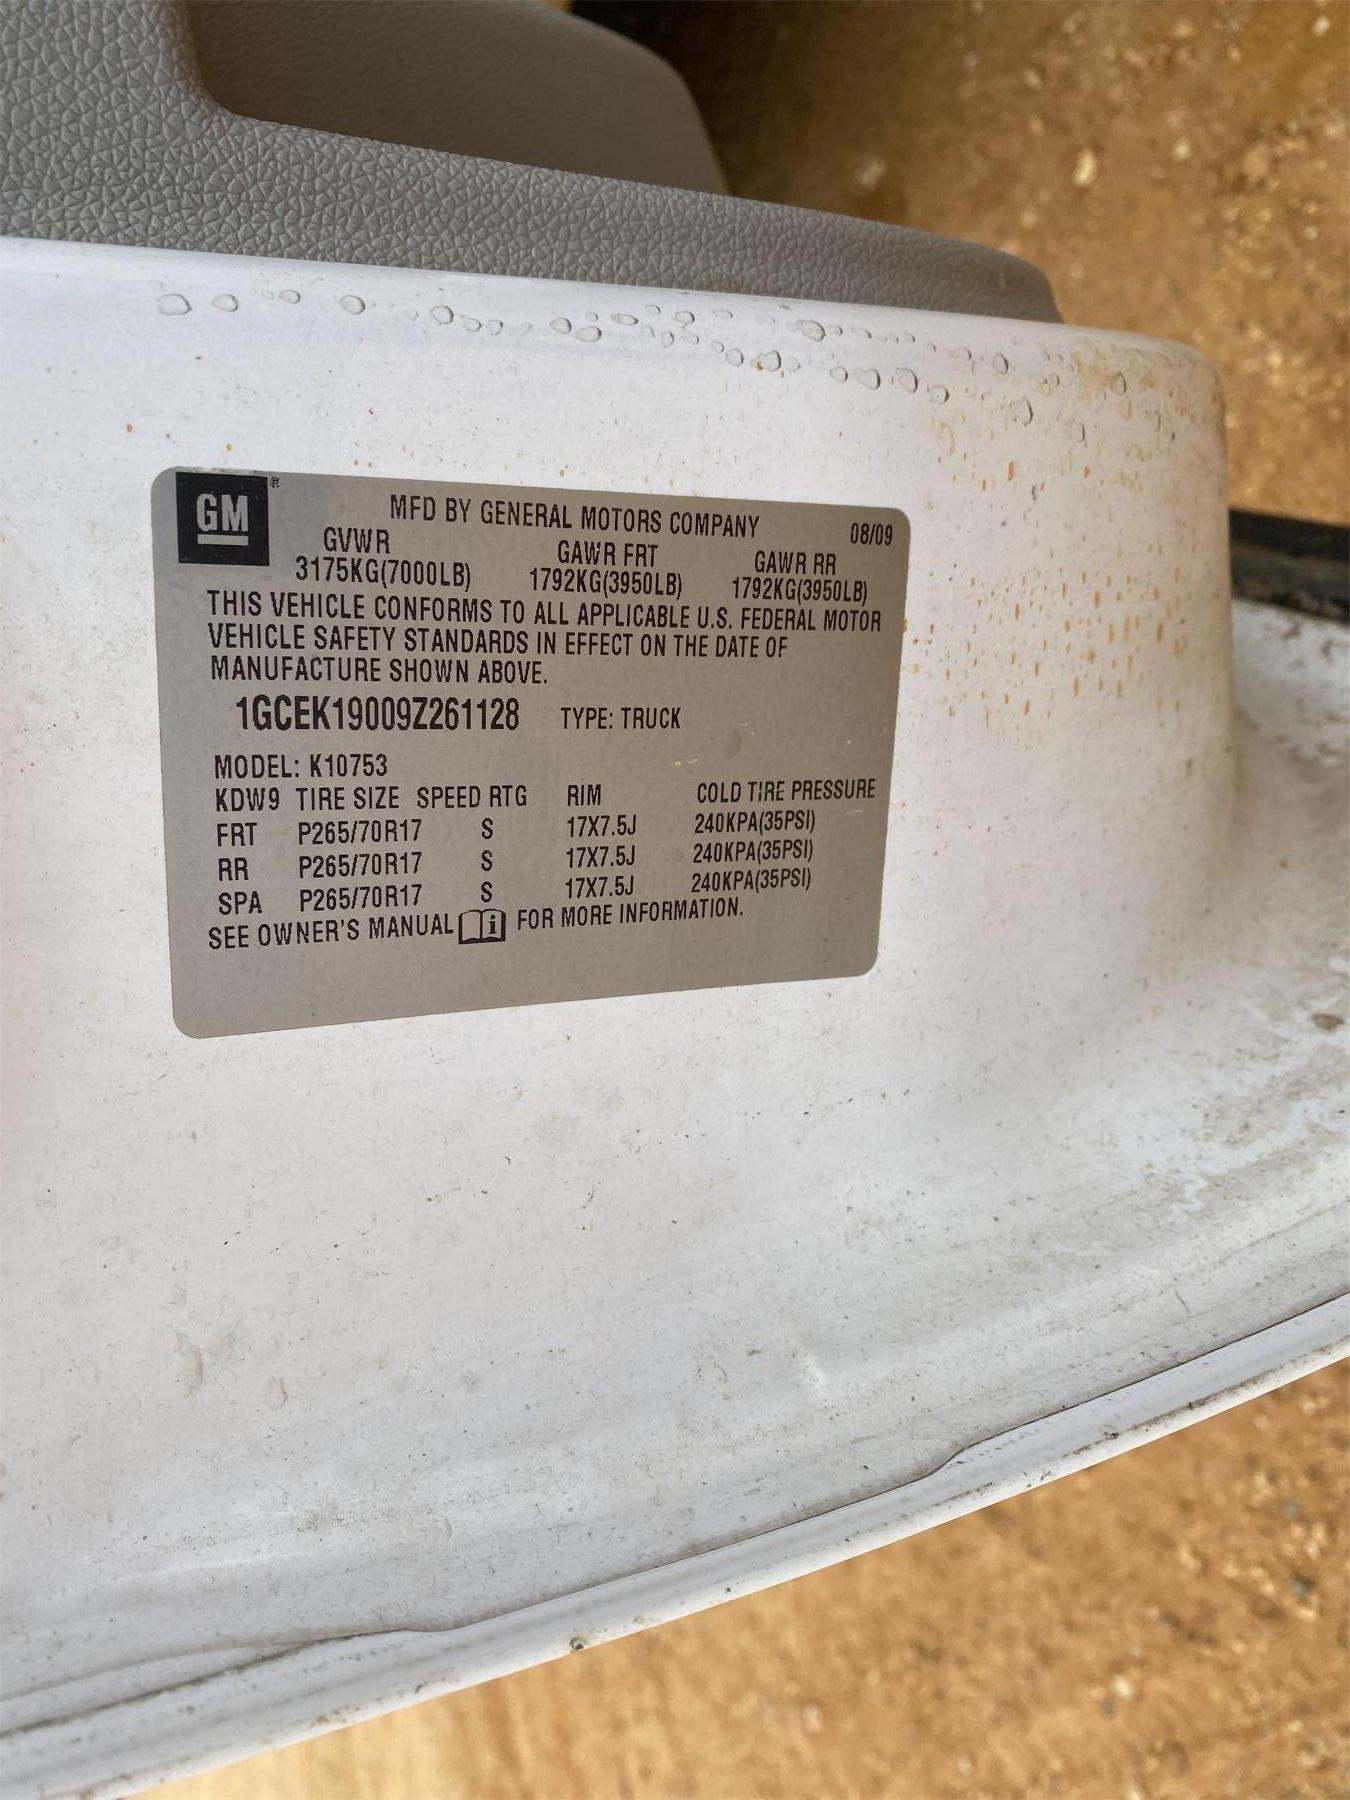 GM ®
MFD BY GENERAL MOTORS COMPANY 08/09
GVWR GAWR FRT GAWR RR
3175KG(7000LB) 1792KG(3950LB) 1792KG(3950LB)
THIS VEHICLE CONFORMS TO ALL APPLICABLE U.S. FEDERAL MOTOR
VEHICLE SAFETY STANDARDS IN EFFECT ON THE DATE OF
MANUFACTURE SHOWN ABOVE.
1GCEK19009Z261128 TYPE: TRUCK
MODEL: K10753
KDW9 TIRE SIZE SPEED RTG RIM COLD TIRE PRESSURE
FRT P265/70R17 S 17X7.5J 240KPA(35PSI)
RR P265/70R17 S 17X7.5J 240KPA(35PSI)
SPA P265/70R17 S 17X7.5J 240KPA(35PSI)
SEE OWNER'S MANUAL i FOR MORE INFORMATION.